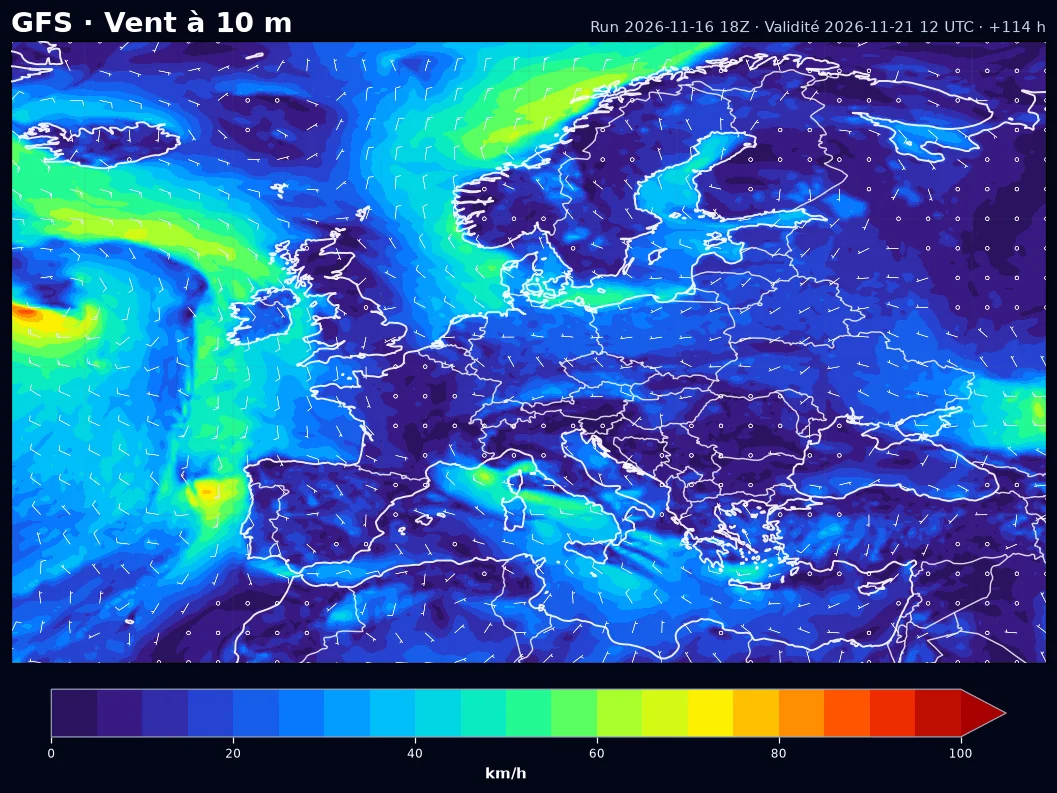 GFS · Vent à 10 m
Run 2026-11-16 18Z · Validité 2026-11-21 12 UTC · +114 h
0 20 40 60 80 100
km/h